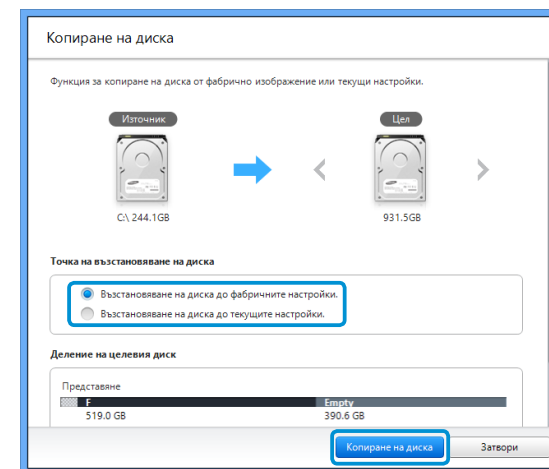 Копиране на диска
Функция за копиране на диска от фабрично изображение или текущи настройки.
Източник
Цел
C:\ 244.1GB
931.5GB
Точка на възстановяване на диска
Възстановяване на диска до фабричните настройки.
Възстановяване на диска до текущите настройки.
Деление на целевия диск
Представяне
F Empty
519.0 GB 390.6 GB
Копиране на диска Затвори